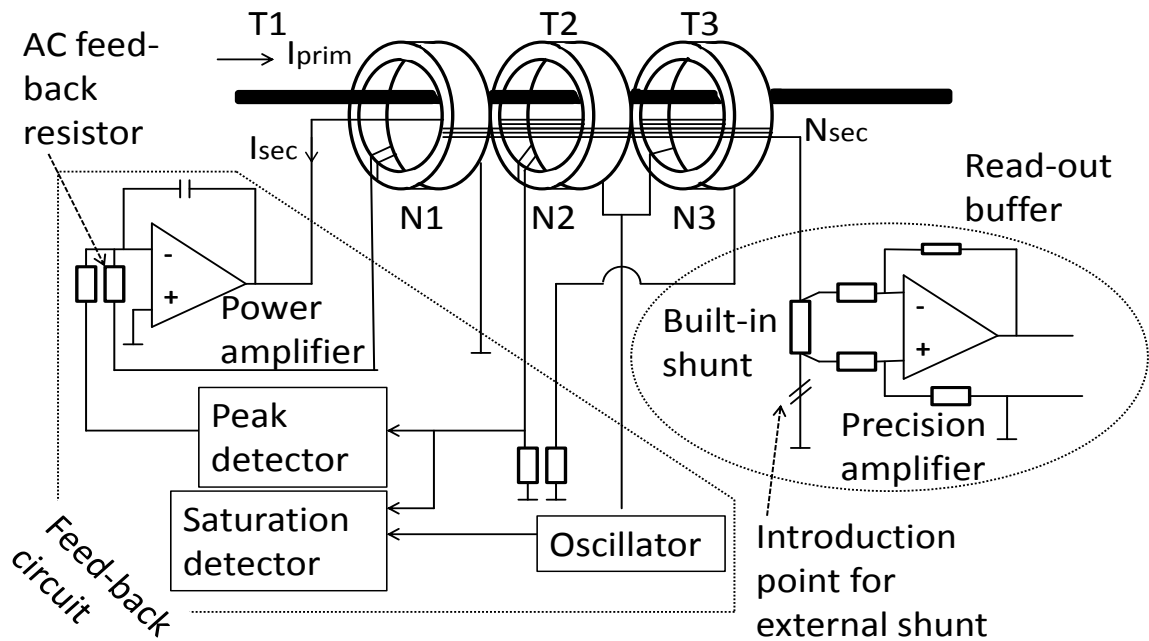 T1
T2
T3
AC feed-
back
resistor
Iprim
Isec
Nsec
N1
N2
N3
Read-out
buffer
-
+
Power
amplifier
Built-in
shunt
-
+
Precision
amplifier
Peak
detector
Saturation
detector
Oscillator
Introduction
point for
external shunt
Feed-back
circuit